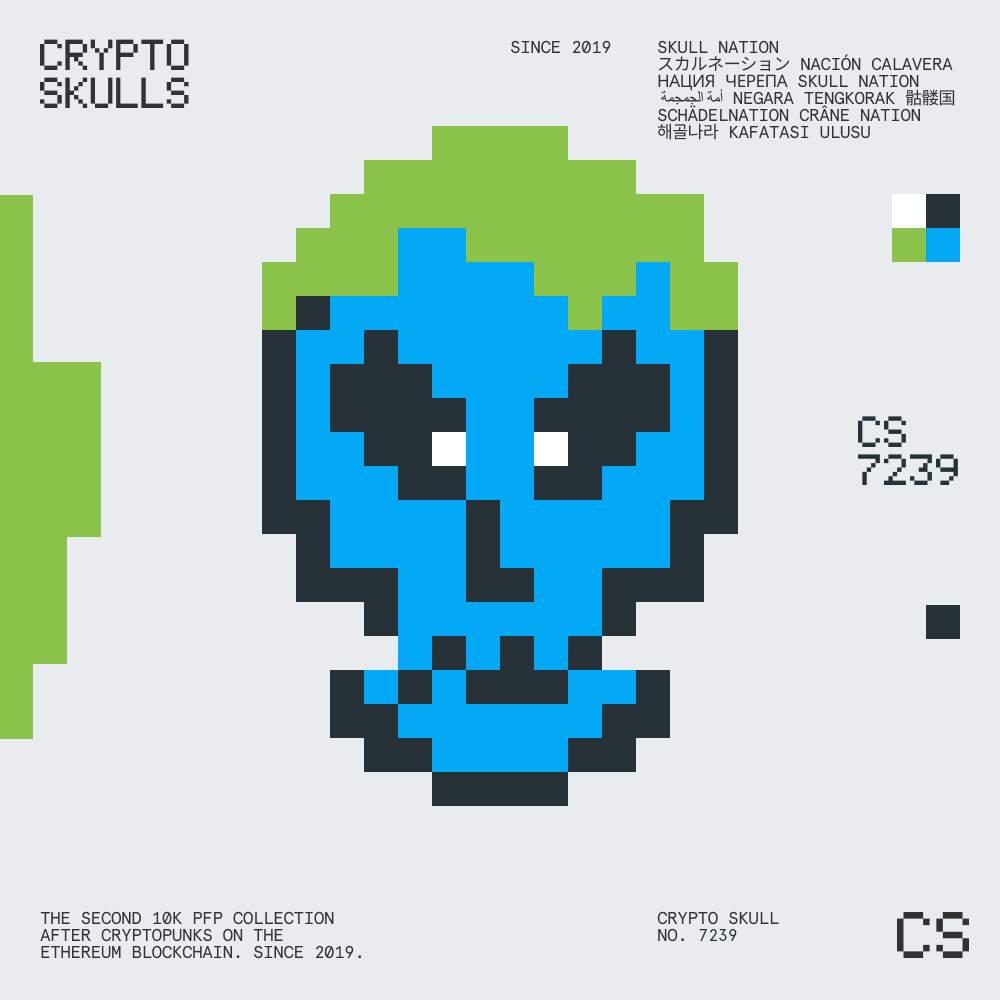 CRYPTO
SKULLS
SINCE 2019
SKULL NATION
スカルネーション NACIÓN CALAVERA
НАЦИЯ ЧЕРЕПА SKULL NATION
أمة الجمجمة NEGARA TENGKORAK 骷髅国
SCHÄDELNATION CRÂNE NATION
해골나라 KAFATASI ULUSU
CS
7239
THE SECOND 10K PFP COLLECTION
AFTER CRYPTOPUNKS ON THE
ETHEREUM BLOCKCHAIN. SINCE 2019.
CRYPTO SKULL
NO. 7239
CS